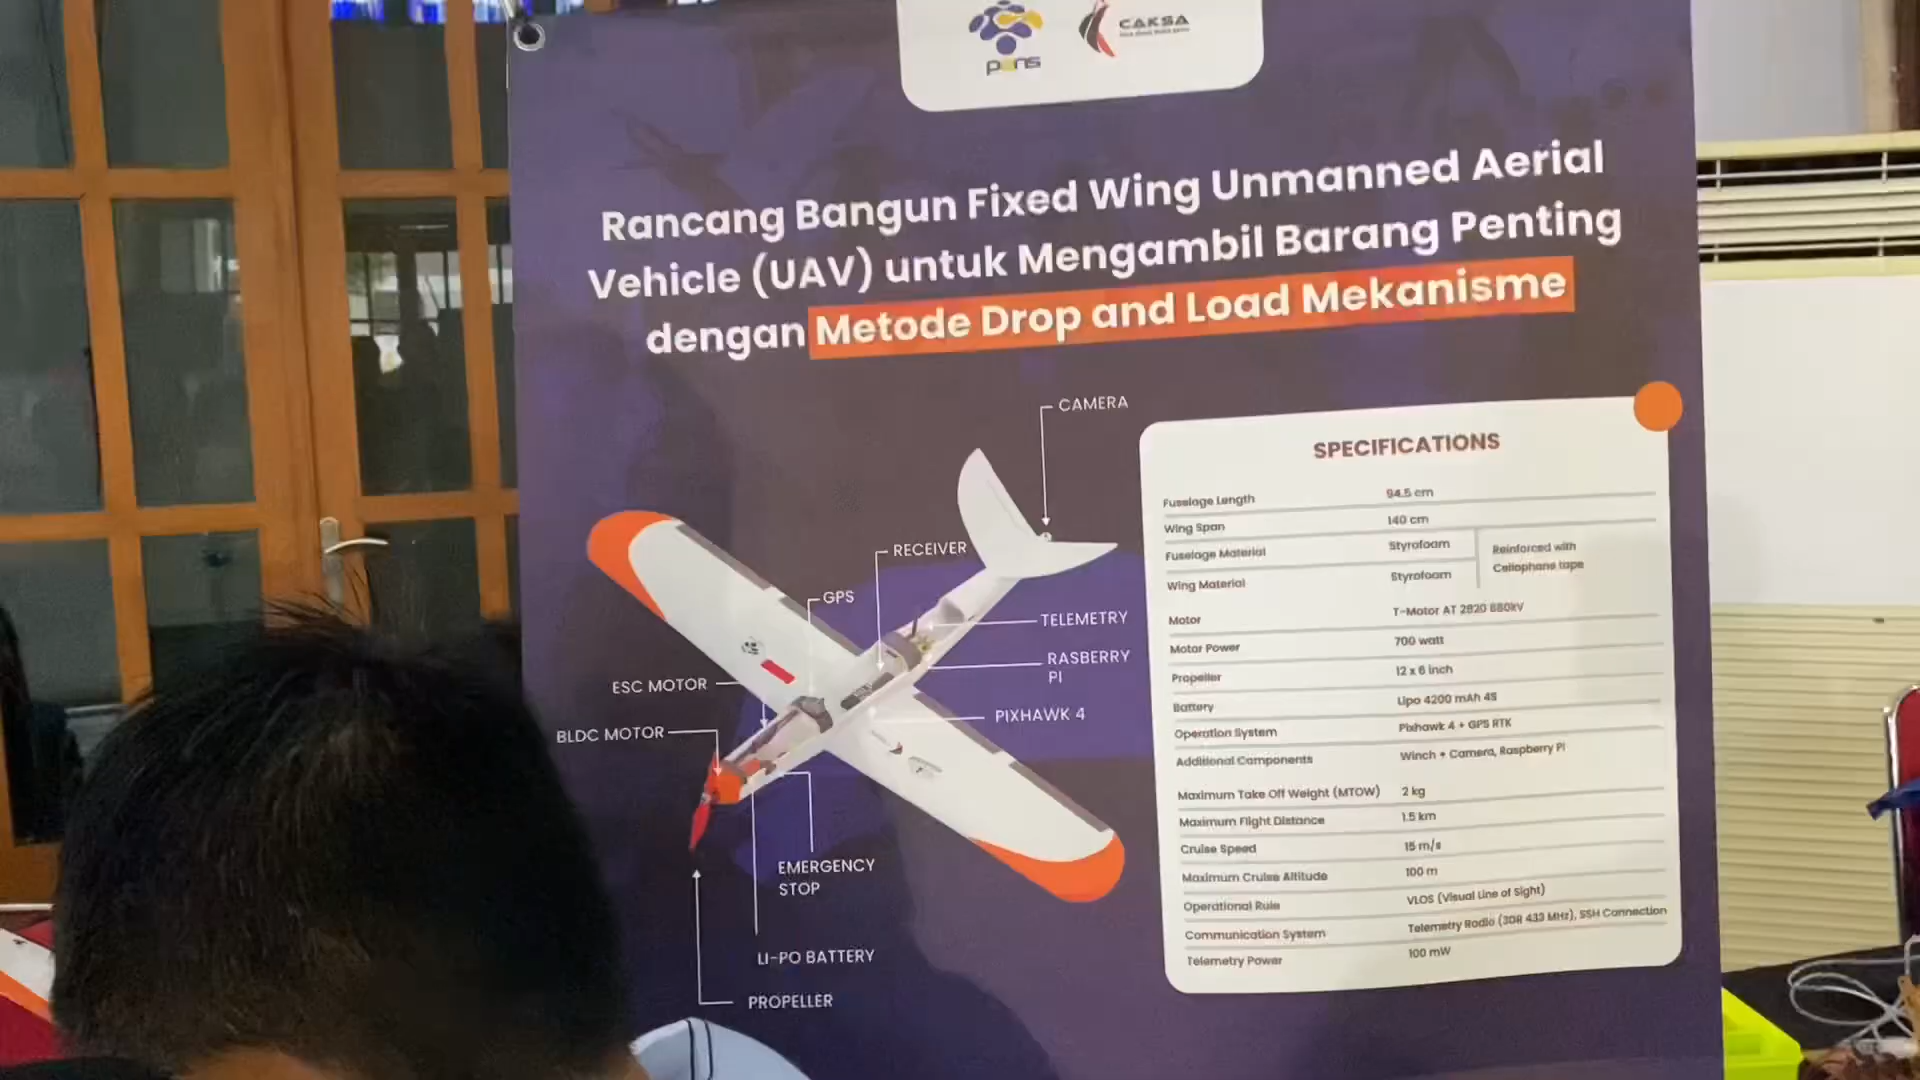 pens
CAKSA
Rancang Bangun Fixed Wing Unmanned Aerial
Vehicle (UAV) untuk Mengambil Barang Penting
dengan Metode Drop and Load Mekanisme
CAMERA
RECEIVER
GPS
TELEMETRY
RASBERRY
PI
ESC MOTOR
PIXHAWK 4
BLDC MOTOR
EMERGENCY
STOP
LI-PO BATTERY
PROPELLER
SPECIFICATIONS
Fuselage Length 94.5 cm
Wing Span 140 cm
Fuselage Material Styrofoam
Wing Material Styrofoam
Reinforced with
Cellophane tape
Motor T-Motor AT 2820 880kV
Motor Power 700 watt
Propeller 12 x 6 inch
Battery Lipo 4200 mAh 4S
Operation System Pixhawk 4 + GPS RTK
Additional Components Winch + Camera, Raspberry Pi
Maximum Take Off Weight (MTOW) 2 kg
Maximum Flight Distance 1.5 km
Cruise Speed 15 m/s
Maximum Cruise Altitude 100 m
Operational Rule VLOS (Visual Line of Sight)
Communication System Telemetry Radio (3DR 433 MHz), SSH Connection
Telemetry Power 100 mW